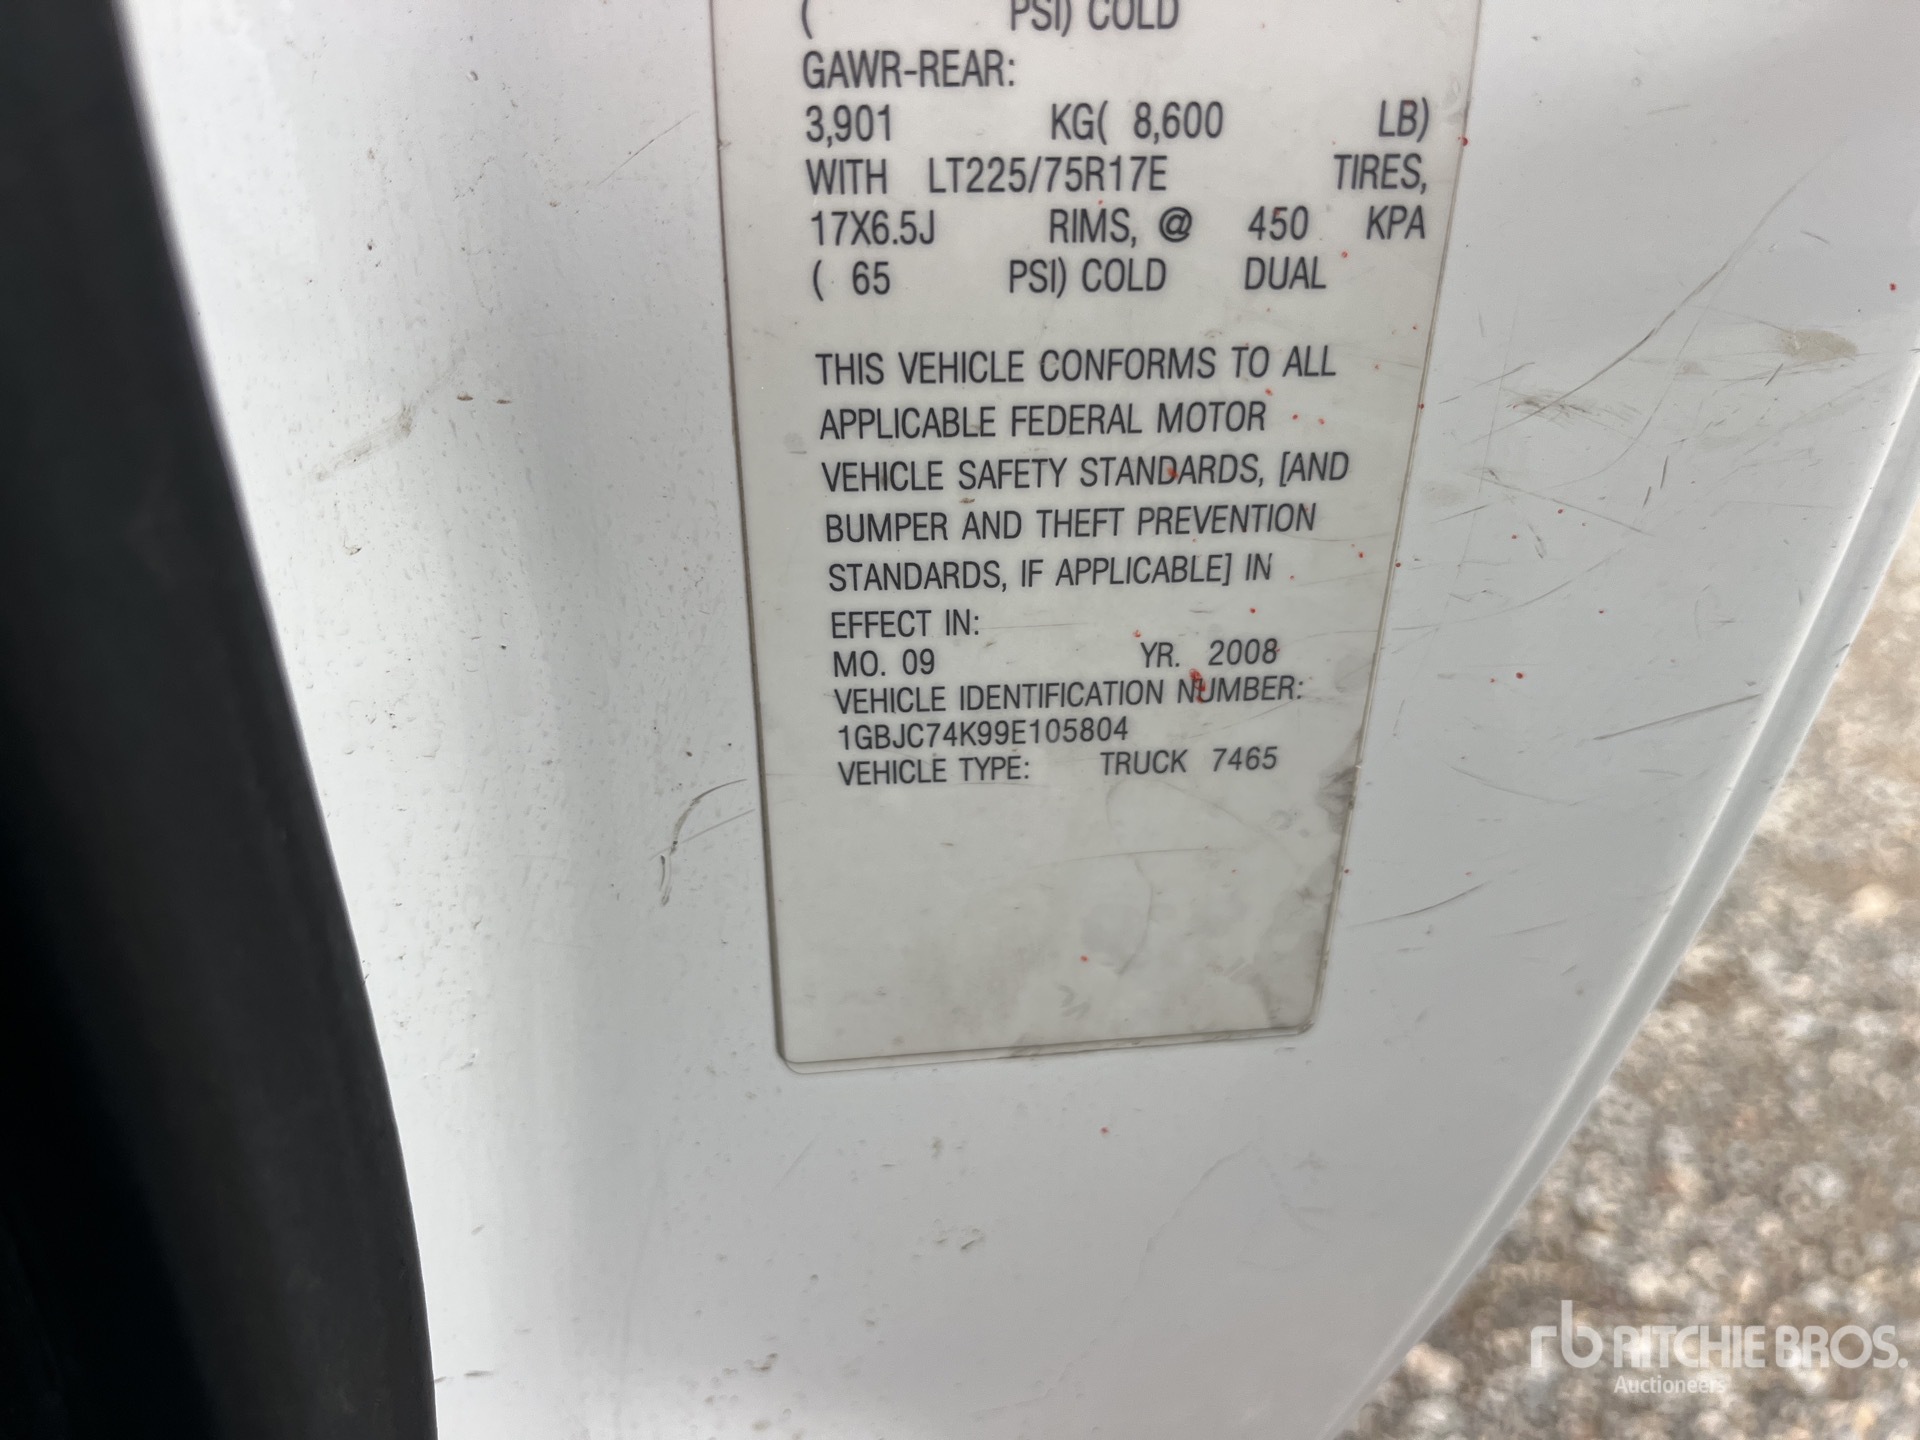 ( PSI) COLD
GAWR-REAR:
3,901 KG( 8,600 LB)
WITH LT225/75R17E TIRES,
17X6.5J RIMS, @ 450 KPA
( 65 PSI) COLD DUAL
THIS VEHICLE CONFORMS TO ALL
APPLICABLE FEDERAL MOTOR
VEHICLE SAFETY STANDARDS, [AND
BUMPER AND THEFT PREVENTION
STANDARDS, IF APPLICABLE] IN
EFFECT IN:
MO. 09 YR. 2008
VEHICLE IDENTIFICATION NUMBER:
1GBJC74K99E105804
VEHICLE TYPE: TRUCK 7465
rb RITCHIE BROS.
Auctioneers